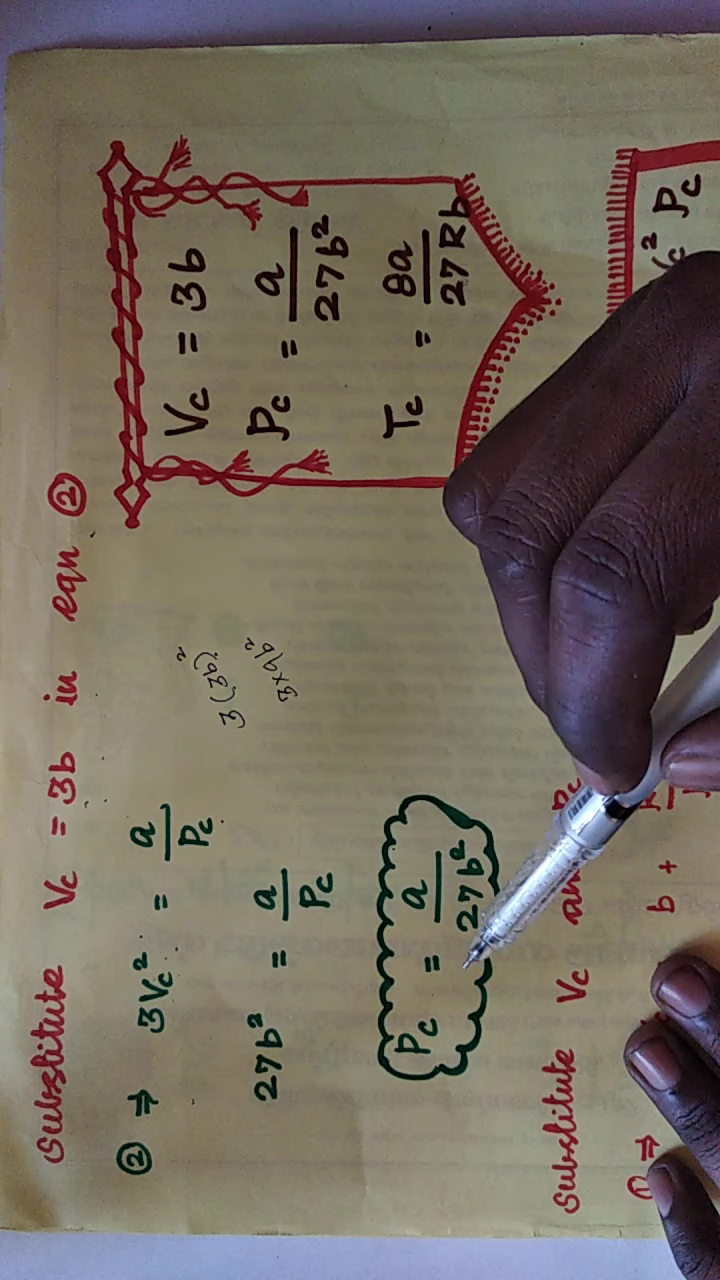 Substitute Vc = 3b in eqn. ②
② ⇒ 3Vc² = a/Pc
3(3b)²
3×9b²
27b² = a/Pc
Pc = a/27b²
Substitute Vc
① ⇒ b +
Vc = 3b
Pc = a/27b²
Tc = 8a/27Rb
Pc